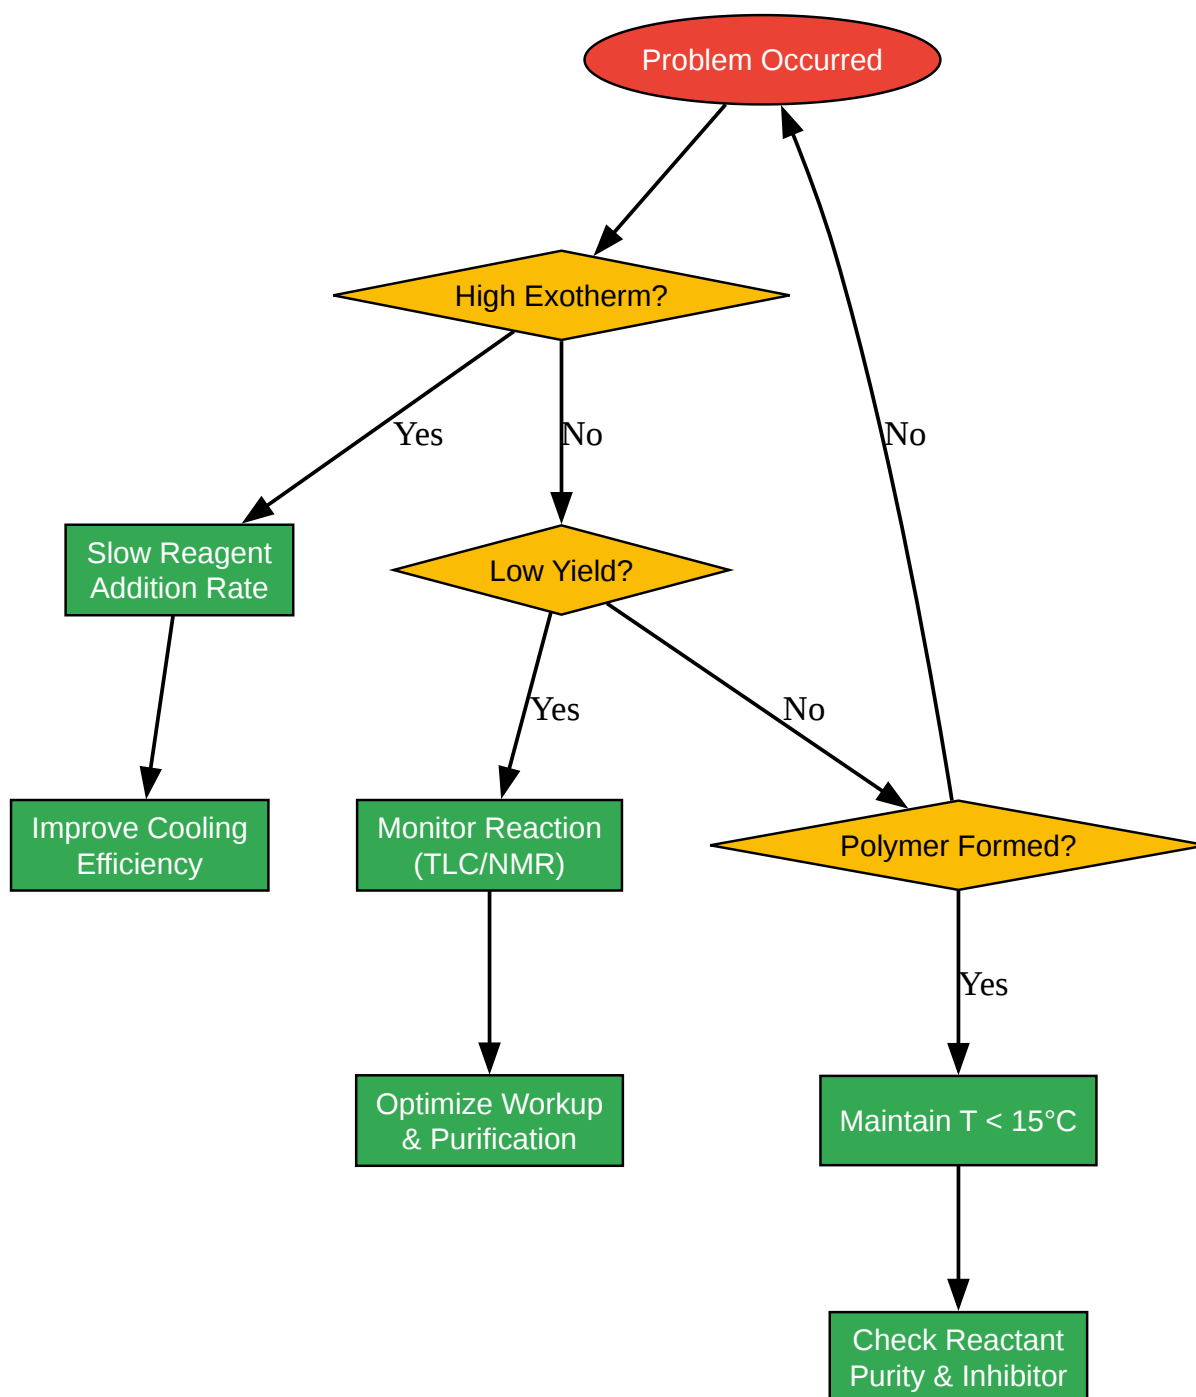 Problem Occurred
High Exotherm?
Yes
No
No
Slow Reagent
Addition Rate
Low Yield?
Yes
No
Improve Cooling
Efficiency
Monitor Reaction
(TLC/NMR)
Polymer Formed?
Yes
Optimize Workup
& Purification
Maintain T < 15°C
Check Reactant
Purity & Inhibitor